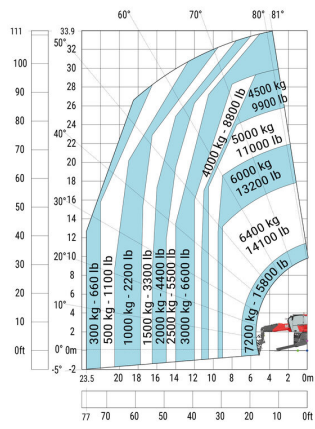 60° 70° 80° 81°
111 33.9
50°
32
100 30
28
90 26
24
80 40° 22
70 20
18
60 30° 16
50 14
12
40 20° 10
30 8
20 10° 6
4
10 2
0ft 0° 0m
-5° -2
4500 kg
9900 lb
4000 kg - 8800 lb
5000 kg
11000 lb
6000 kg
13200 lb
6400 kg
14100 lb
7200 kg - 15800 lb
300 kg - 660 lb
500 kg - 1100 lb
1000 kg - 2200 lb
1500 kg - 3300 lb
2000 kg - 4400 lb
2500 kg - 5500 lb
3000 kg - 6600 lb
23.5 20 18 16 14 12 10 8 6 4 2 0m
77 70 60 50 40 30 20 10 0ft